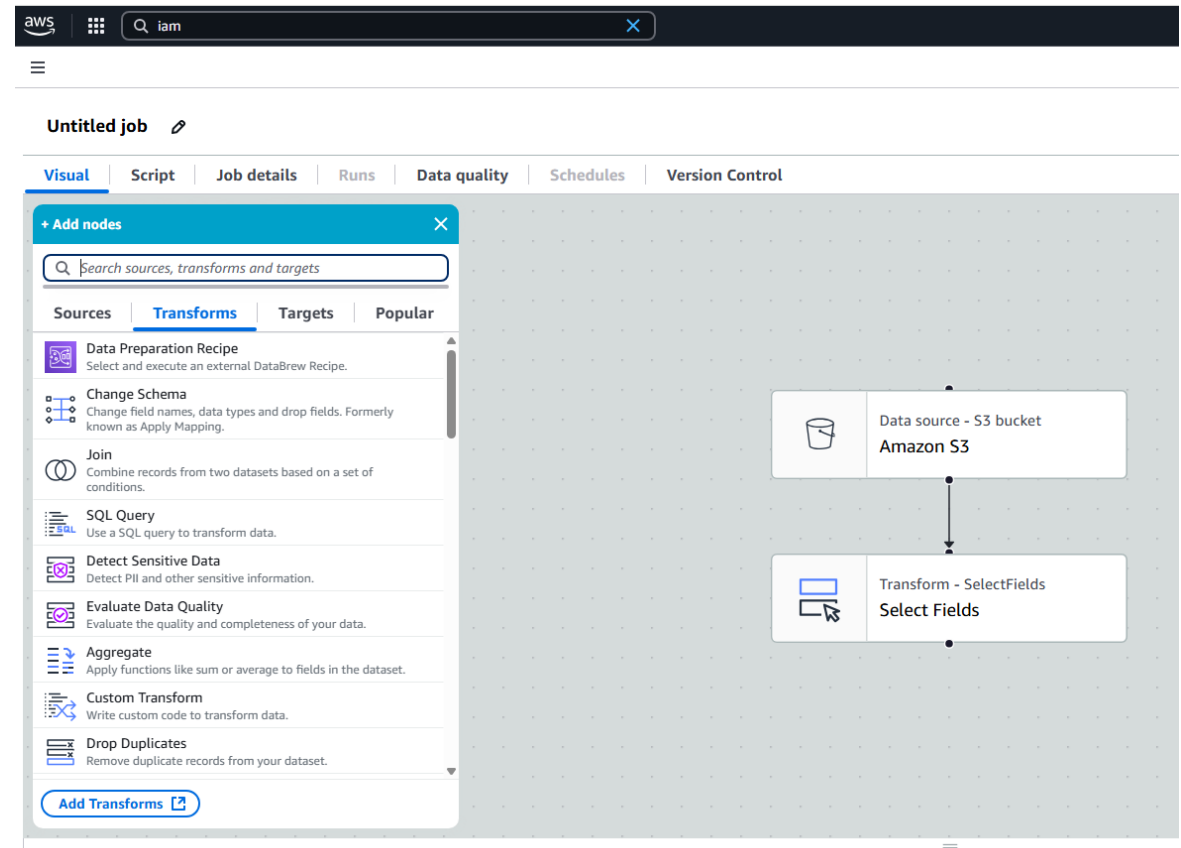 aws
iam
Untitled job
Visual
Script
Job details
Runs
Data quality
Schedules
Version Control
+ Add nodes
Search sources, transforms and targets
Sources
Transforms
Targets
Popular
Data Preparation Recipe
Select and execute an external DataBrew Recipe.
Change Schema
Change field names, data types and drop fields. Formerly
known as Apply Mapping.
Join
Combine records from two datasets based on a set of
conditions.
SQL
SQL Query
Use a SQL query to transform data.
Detect Sensitive Data
Detect PII and other sensitive information.
Evaluate Data Quality
Evaluate the quality and completeness of your data.
Aggregate
Apply functions like sum or average to fields in the dataset.
Custom Transform
Write custom code to transform data.
Drop Duplicates
Remove duplicate records from your dataset.
Add Transforms
Data source - S3 bucket
Amazon S3
Transform - SelectFields
Select Fields